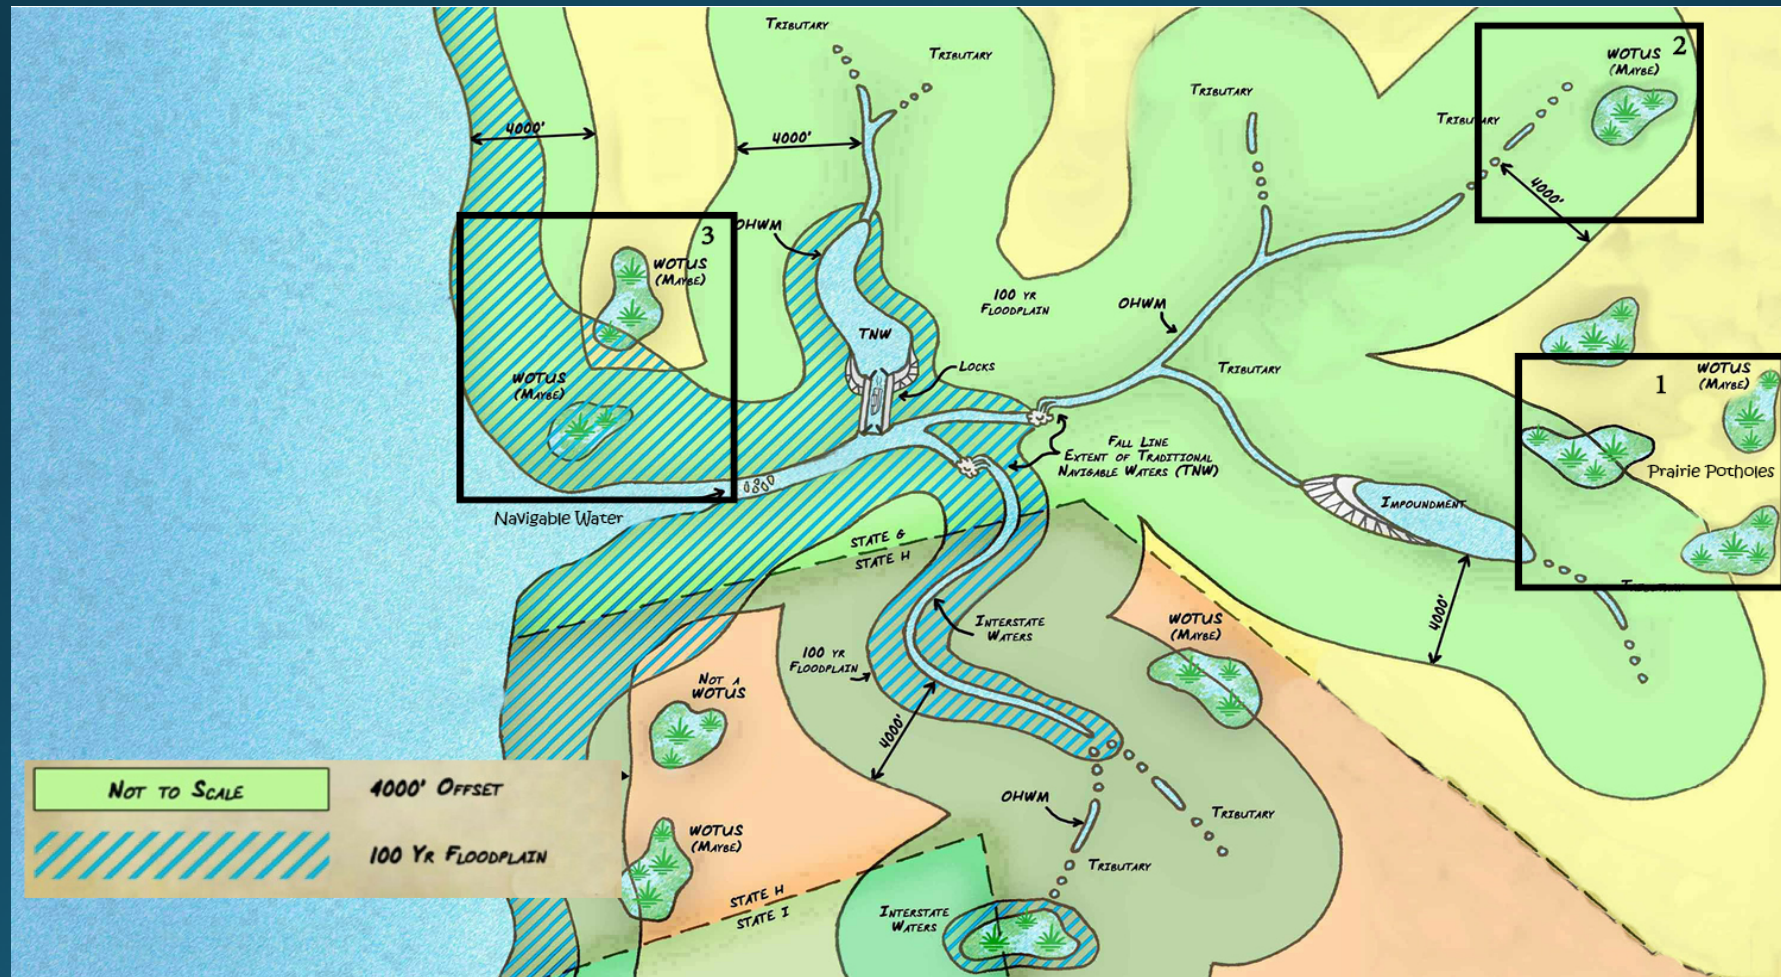 TRIBUTARY
TRIBUTARY
4000'
4000'
TRIBUTARY
TRIBUTARY
WOTUS
(MAYBE)
2
4000'
OHWM
3
WOTUS
(MAYBE)
100 YR
FLOODPLAIN
OHWM
TNW
LOCKS
TRIBUTARY
WOTUS
(MAYBE)
WOTUS
(MAYBE)
1
Prairie Potholes
FALL LINE
EXTENT OF TRADITIONAL
NAVIGABLE WATERS (TNW)
IMPOUNDMENT
Navigable Water
STATE G
STATE H
4000'
TRIBUTARY
INTERSTATE
WATERS
WOTUS
(MAYBE)
100 YR
FLOODPLAIN
NOT A
WOTUS
4000'
NOT TO SCALE
4000' OFFSET
100 YR FLOODPLAIN
OHWM
TRIBUTARY
WOTUS
(MAYBE)
TRIBUTARY
STATE H
STATE I
INTERSTATE
WATERS